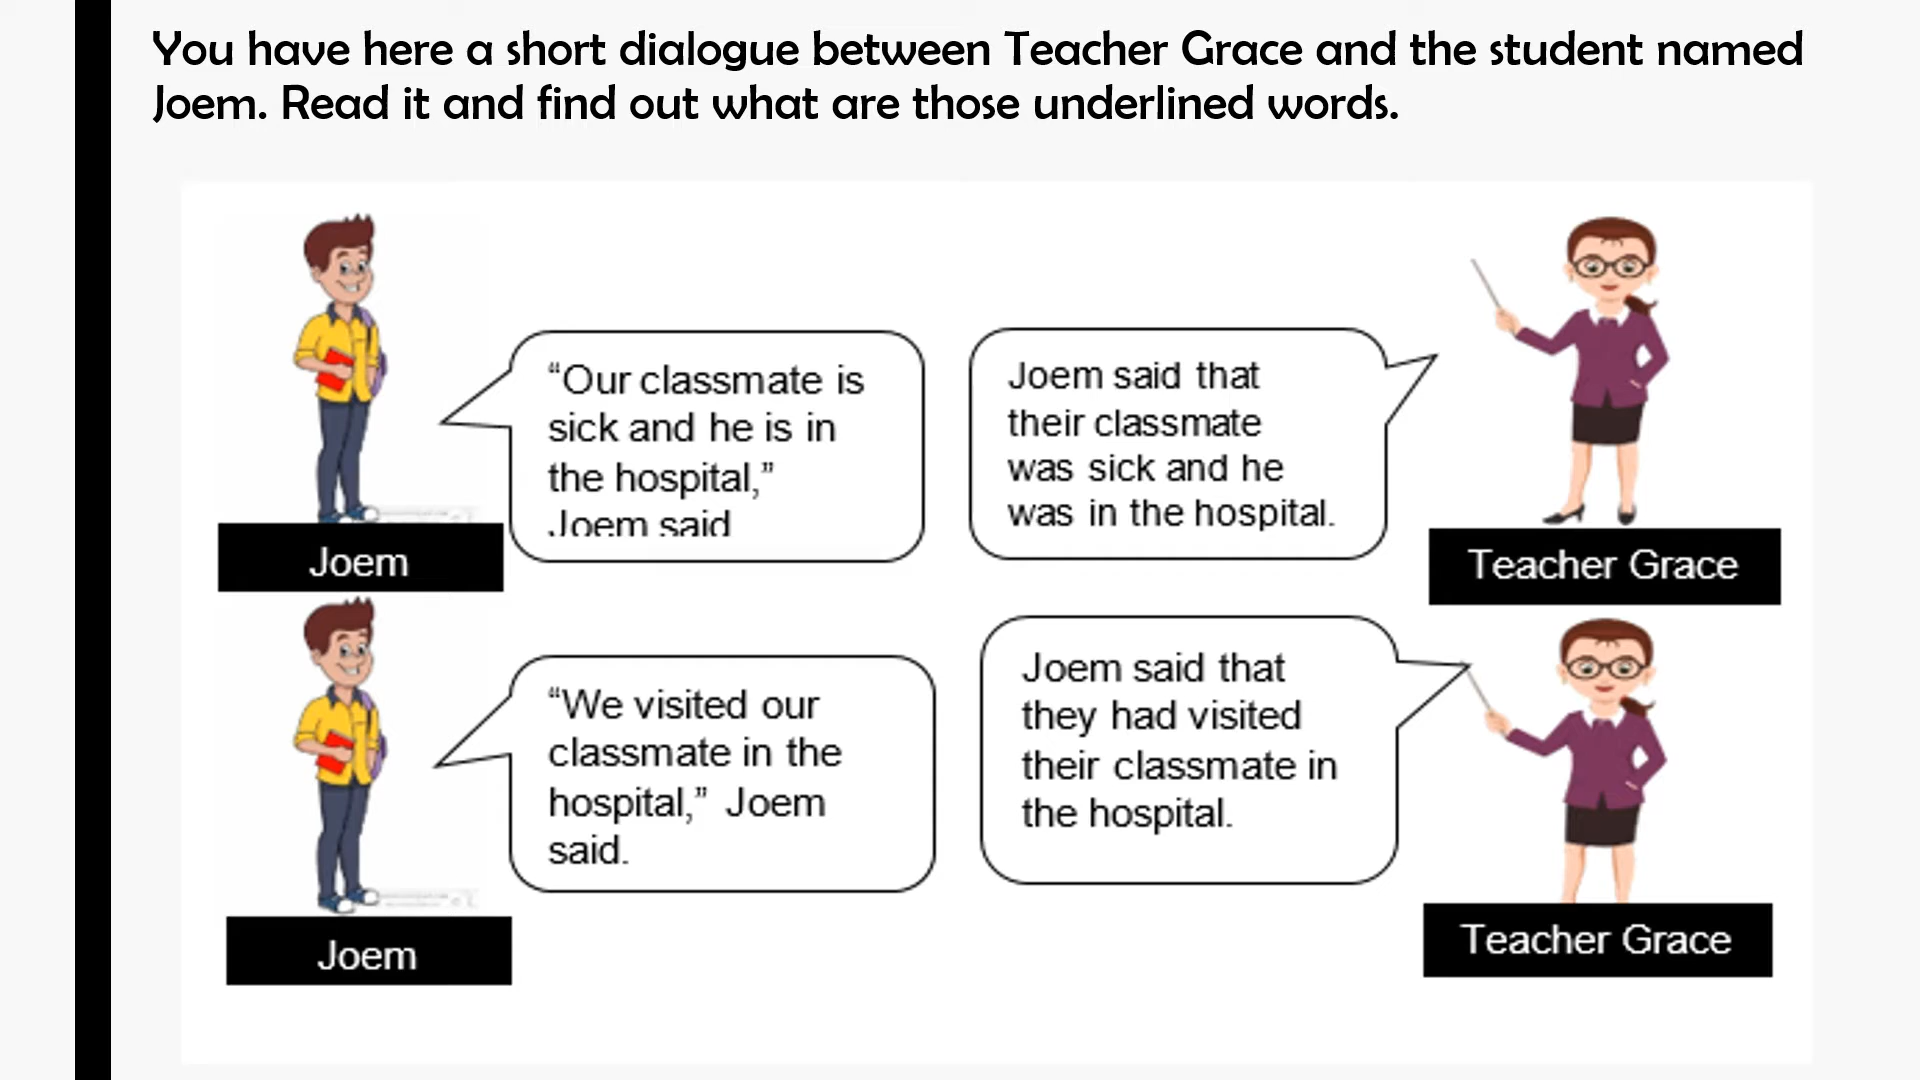 You have here a short dialogue between Teacher Grace and the student named
Joem. Read it and find out what are those underlined words.
“Our classmate is
sick and he is in
the hospital,”
Joem said
Joem
Joem said that
their classmate
was sick and he
was in the hospital.
Teacher Grace
“We visited our
classmate in the
hospital,” Joem
said.
Joem
Joem said that
they had visited
their classmate in
the hospital.
Teacher Grace